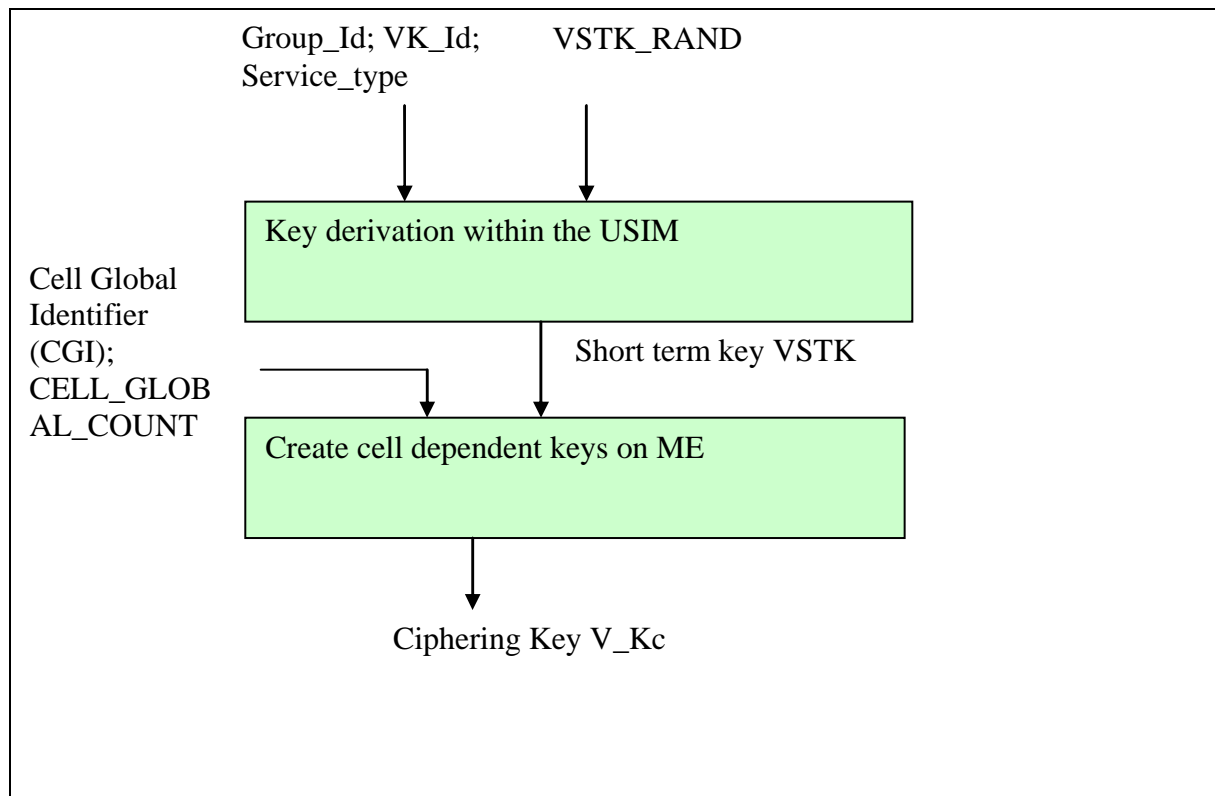 Group_Id; VK_Id;
Service_type
VSTK_RAND
Key derivation within the USIM
Cell Global
Identifier
(CGI);
CELL_GLOB
AL_COUNT
Short term key VSTK
Create cell dependent keys on ME
Ciphering Key V_Kc